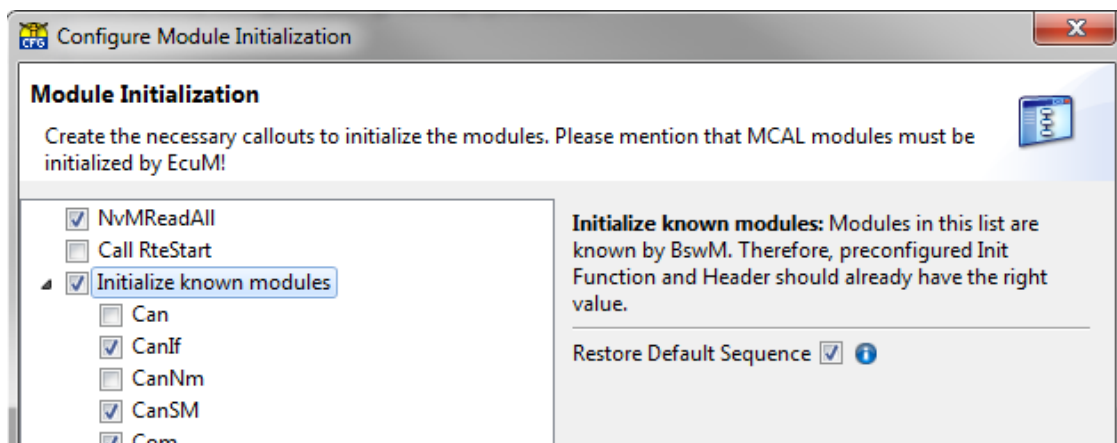 CFG Configure Module Initialization
Module Initialization
Create the necessary callouts to initialize the modules. Please mention that MCAL modules must be
initialized by EcuM!
NvMReadAll
Call RteStart
Initialize known modules
Can
CanIf
CanNm
CanSM
Com
Initialize known modules: Modules in this list are
known by BswM. Therefore, preconfigured Init
Function and Header should already have the right
value.
Restore Default Sequence